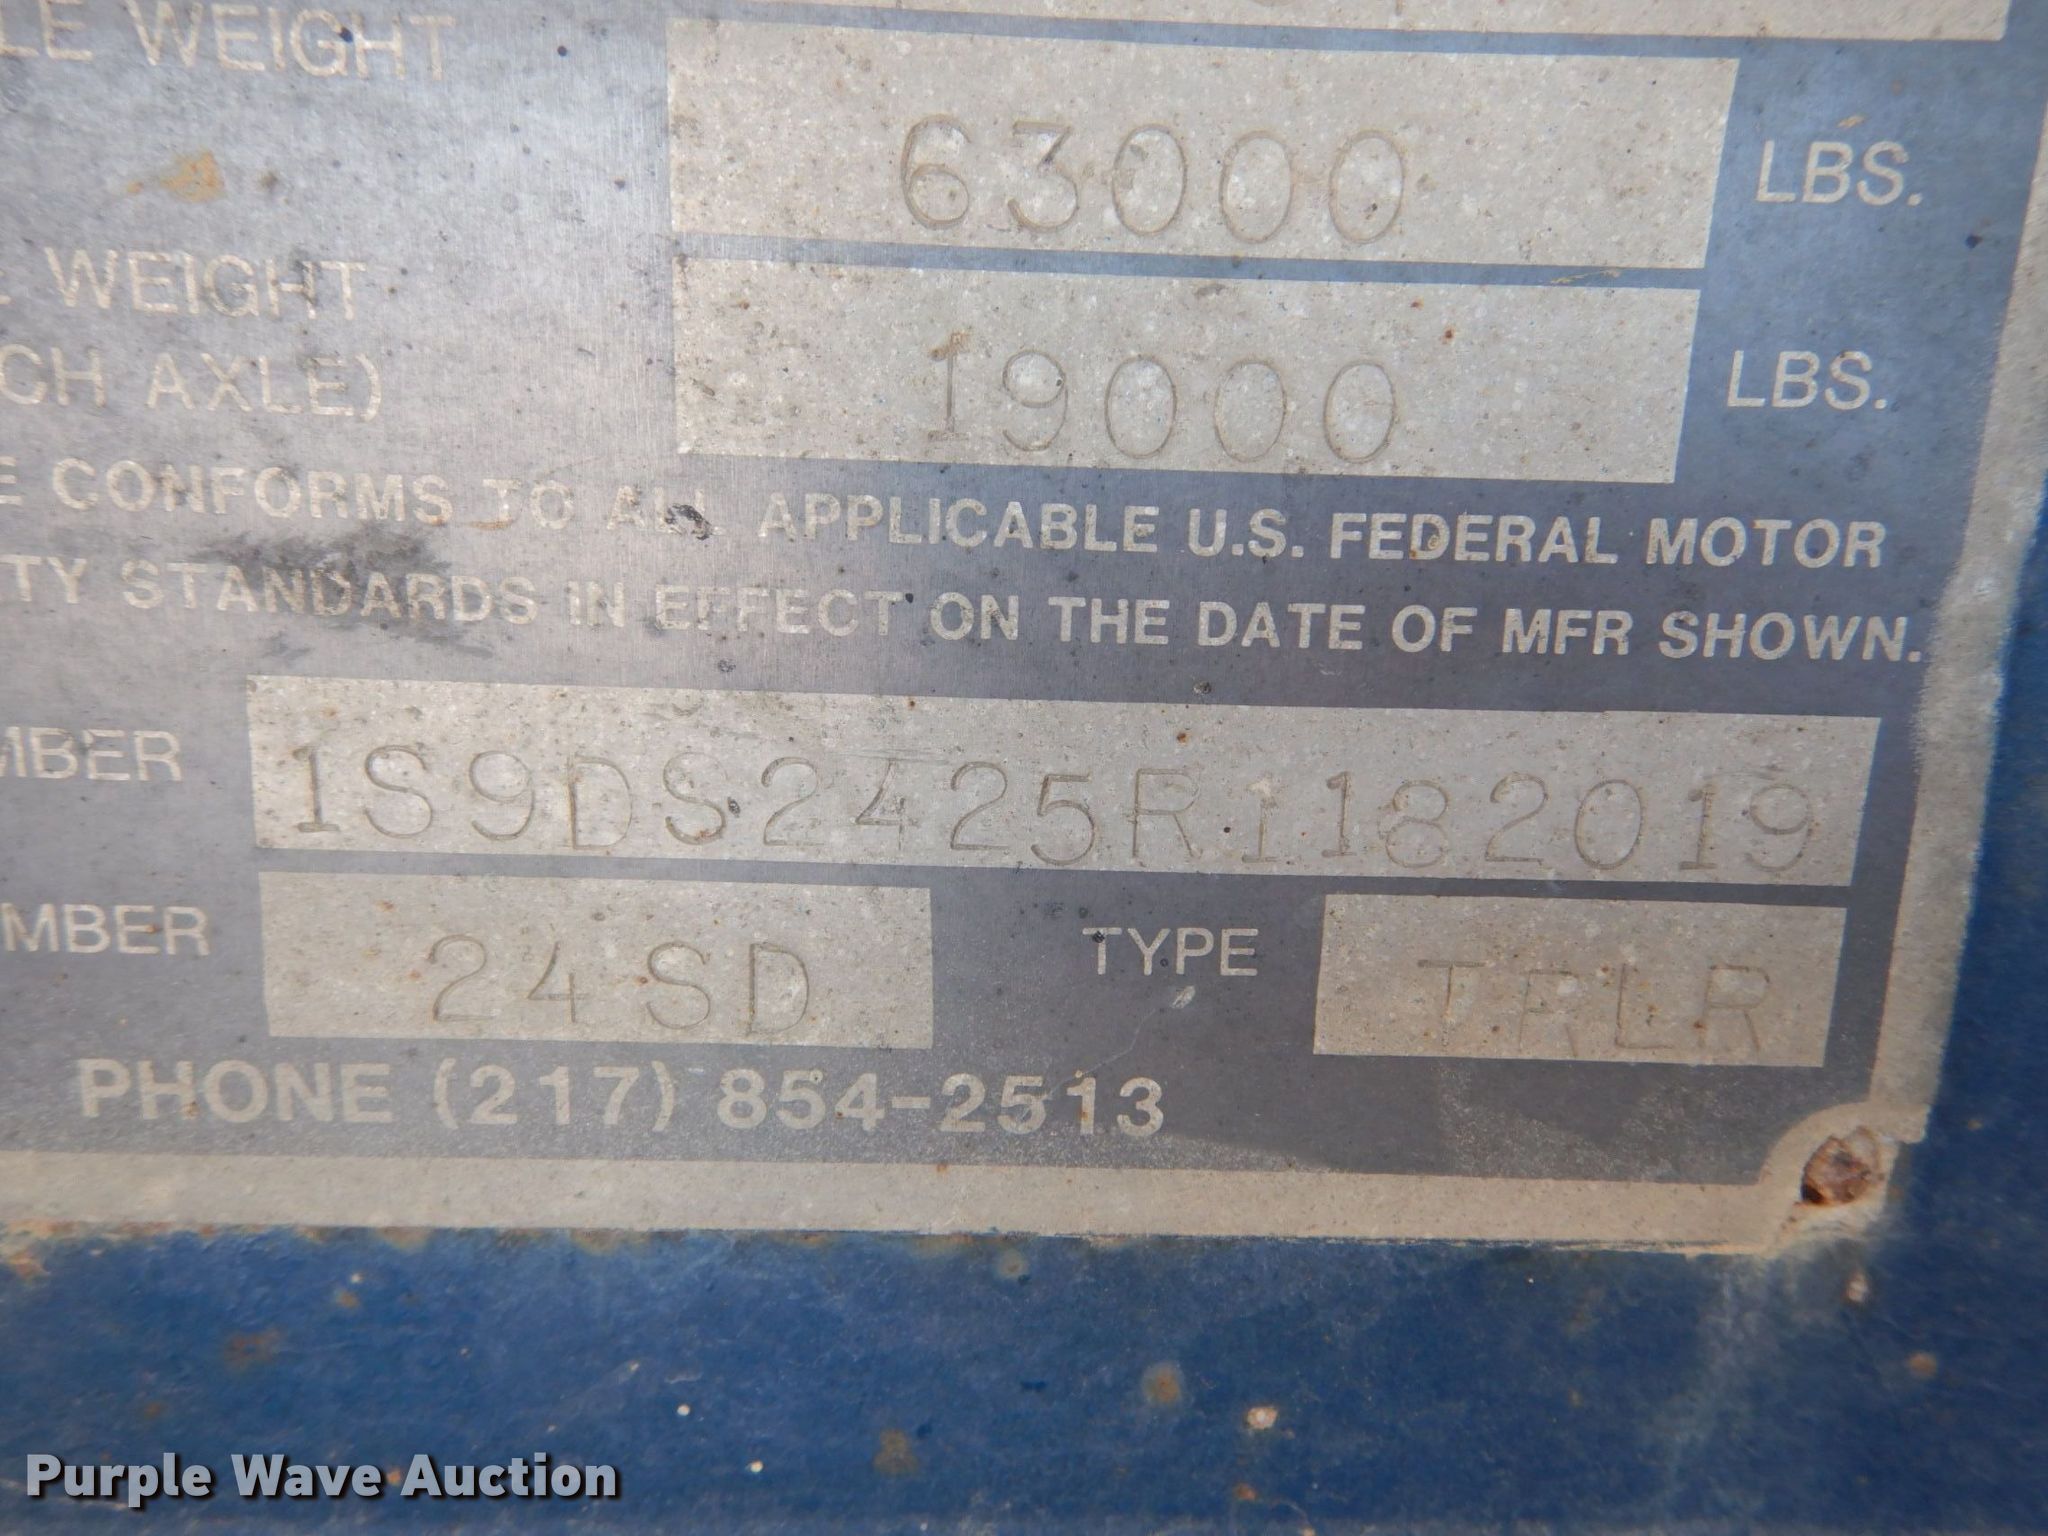 LE WEIGHT 63000 LBS.
E WEIGHT
CH AXLE) 19000 LBS.
E CONFORMS TO ALL APPLICABLE U.S. FEDERAL MOTOR
TY STANDARDS IN EFFECT ON THE DATE OF MFR SHOWN.
MBER 1S9DS2425R1182019
MBER 24SD TYPE TRLR
PHONE (217) 854-2513
Purple Wave Auction